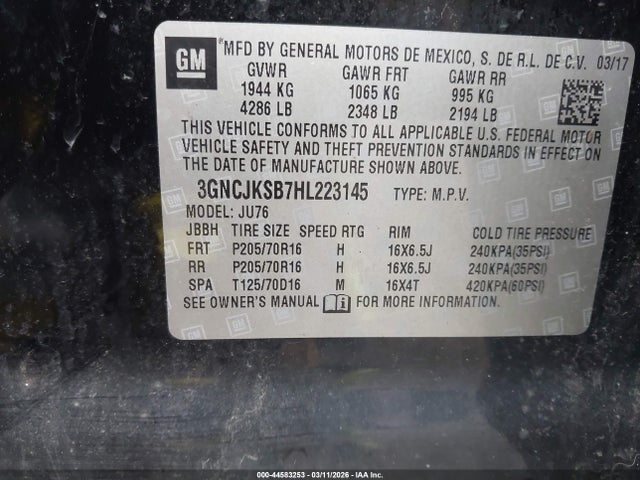 GM MFD BY GENERAL MOTORS DE MEXICO, S. DE R.L. DE C.V. 03/17
GVWR GAWR FRT GAWR RR
1944 KG 1065 KG 995 KG
4286 LB 2348 LB 2194 LB
THIS VEHICLE CONFORMS TO ALL APPLICABLE U.S. FEDERAL MOTOR
VEHICLE SAFETY AND THEFT PREVENTION STANDARDS IN EFFECT ON
THE DATE OF MANUFACTURE SHOWN ABOVE.
3GNCJKSB7HL223145 TYPE: M.P.V.
MODEL: JU76
JBBH TIRE SIZE SPEED RTG RIM COLD TIRE PRESSURE
FRT P205/70R16 H 16X6.5J 240KPA(35PSI)
RR P205/70R16 H 16X6.5J 240KPA(35PSI)
SPA T125/70D16 M 16X4T 420KPA(60PSI)
SEE OWNER'S MANUAL FOR MORE INFORMATION.
000-44583253 - 03/11/2026 - IAA Inc.